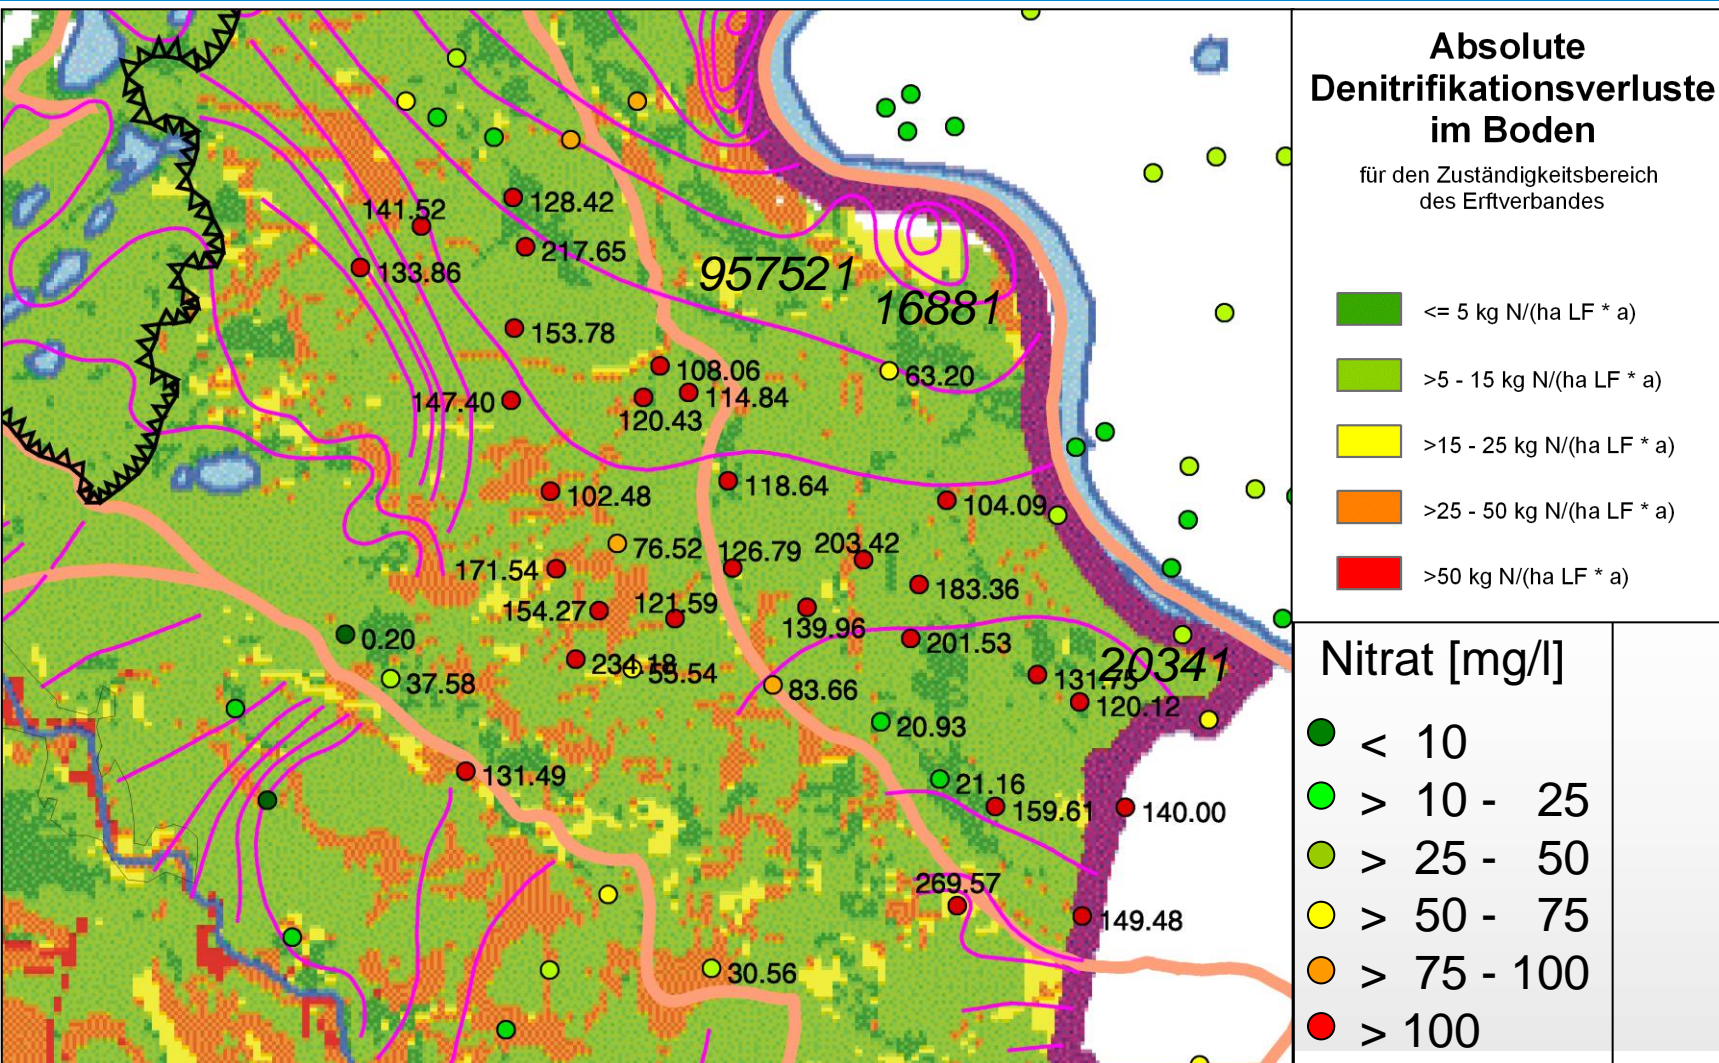 Absolute
Denitrifikationsverluste
im Boden
für den Zuständigkeitsbereich
des Erftverbandes
<= 5 kg N/(ha LF * a)
>5 - 15 kg N/(ha LF * a)
>15 - 25 kg N/(ha LF * a)
>25 - 50 kg N/(ha LF * a)
>50 kg N/(ha LF * a)
Nitrat [mg/l]
< 10
> 10 - 25
> 25 - 50
> 50 - 75
> 75 - 100
> 100
128.42
141.52
217.65
133.86
957521
16881
153.78
108.06
63.20
147.40
114.84
120.43
118.64
102.48
104.09
76.52
126.79
203.42
171.54
183.36
154.27
121.59
139.96
0.20
201.53
234.18
55.54
20341
131.75
37.58
83.66
120.12
20.93
131.49
21.16
159.61
140.00
269.57
149.48
30.56